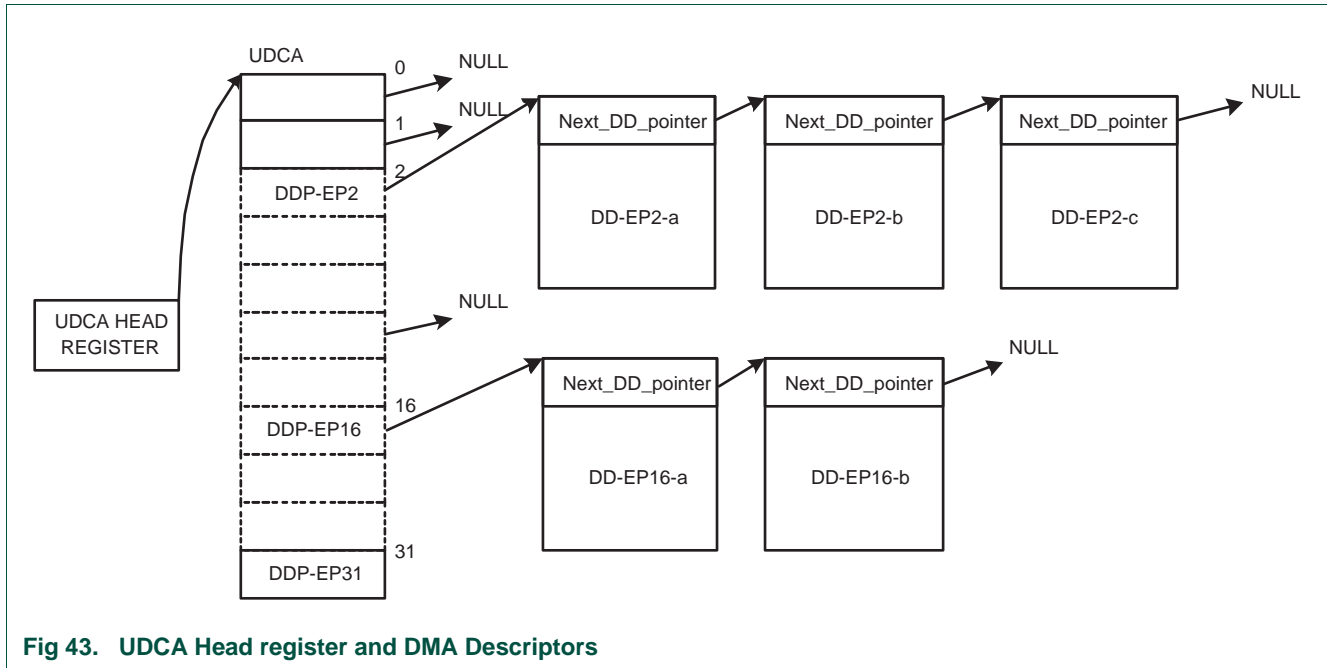 UDCA
0
NULL
1
NULL
2
DDP-EP2
Next_DD_pointer
Next_DD_pointer
Next_DD_pointer
NULL
DD-EP2-a
DD-EP2-b
DD-EP2-c
UDCA HEAD
REGISTER
NULL
16
DDP-EP16
Next_DD_pointer
Next_DD_pointer
NULL
DD-EP16-a
DD-EP16-b
31
DDP-EP31
Fig 43. UDCA Head register and DMA Descriptors